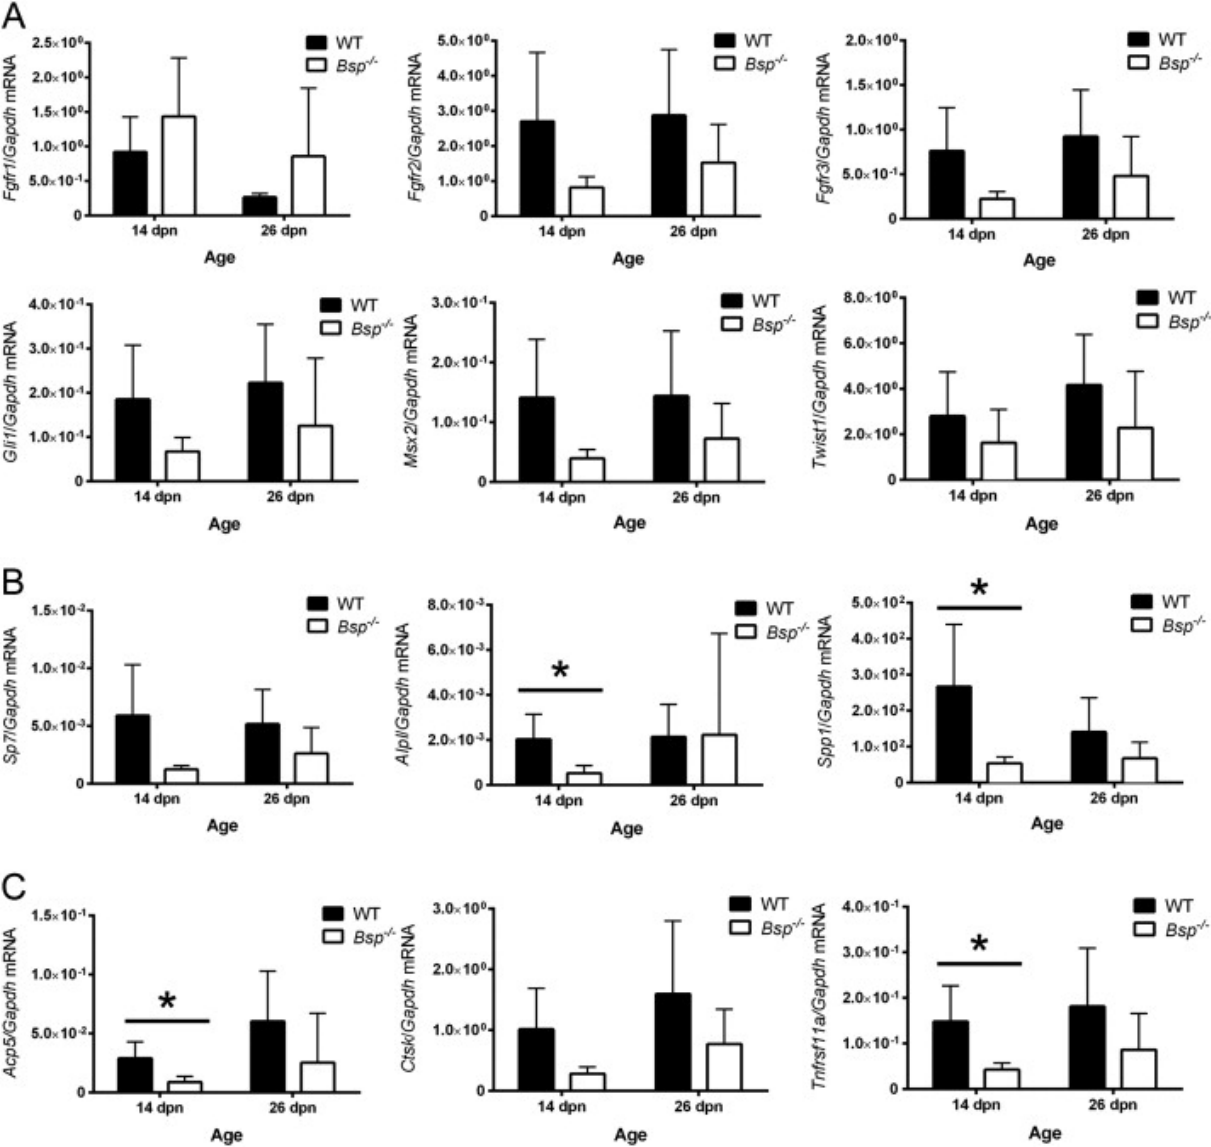 A
Fgfr1/Gapdh mRNA
2.5×10⁰
2.0×10⁰
1.5×10⁰
1.0×10⁰
5.0×10⁻¹
0
WT
Bsp⁻/⁻
14 dpn 26 dpn
Age
Fgfr2/Gapdh mRNA
5.0×10⁰
4.0×10⁰
3.0×10⁰
2.0×10⁰
1.0×10⁰
0
WT
Bsp⁻/⁻
14 dpn 26 dpn
Age
Fgfr3/Gapdh mRNA
2.0×10⁰
1.5×10⁰
1.0×10⁰
5.0×10⁻¹
0
WT
Bsp⁻/⁻
14 dpn 26 dpn
Age
Gli1/Gapdh mRNA
4.0×10⁻¹
3.0×10⁻¹
2.0×10⁻¹
1.0×10⁻¹
0
WT
Bsp⁻/⁻
14 dpn 26 dpn
Age
Msx2/Gapdh mRNA
3.0×10⁻¹
2.0×10⁻¹
1.0×10⁻¹
0
WT
Bsp⁻/⁻
14 dpn 26 dpn
Age
Twist1/Gapdh mRNA
8.0×10⁰
6.0×10⁰
4.0×10⁰
2.0×10⁰
0
WT
Bsp⁻/⁻
14 dpn 26 dpn
Age
B
Sp7/Gapdh mRNA
1.5×10⁻²
1.0×10⁻²
5.0×10⁻³
0
WT
Bsp⁻/⁻
14 dpn 26 dpn
Age
Alpl/Gapdh mRNA
8.0×10⁻³
6.0×10⁻³
4.0×10⁻³
2.0×10⁻³
0
*
WT
Bsp⁻/⁻
14 dpn 26 dpn
Age
Spp1/Gapdh mRNA
5.0×10²
4.0×10²
3.0×10²
2.0×10²
1.0×10²
0
*
WT
Bsp⁻/⁻
14 dpn 26 dpn
Age
C
Acp5/Gapdh mRNA
1.5×10⁻¹
1.0×10⁻¹
5.0×10⁻²
0
*
WT
Bsp⁻/⁻
14 dpn 26 dpn
Age
Ctsk/Gapdh mRNA
3.0×10⁰
2.0×10⁰
1.0×10⁰
0
WT
Bsp⁻/⁻
14 dpn 26 dpn
Age
Tnfrsf11a/Gapdh mRNA
4.0×10⁻¹
3.0×10⁻¹
2.0×10⁻¹
1.0×10⁻¹
0
*
WT
Bsp⁻/⁻
14 dpn 26 dpn
Age